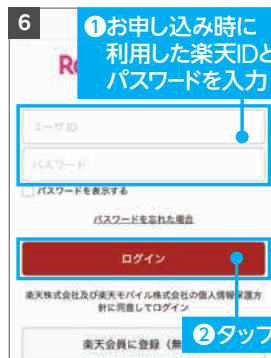 6
❶お申し込み時に
利用した楽天IDと
パスワードを入力
R
ユーザID
パスワード
パスワードを表示する
パスワードを忘れた場合
ログイン
楽天株式会社及び楽天モバイル株式会社の個人情報保護方
針に同意してログイン
❷タップ
楽天会員に登録（無